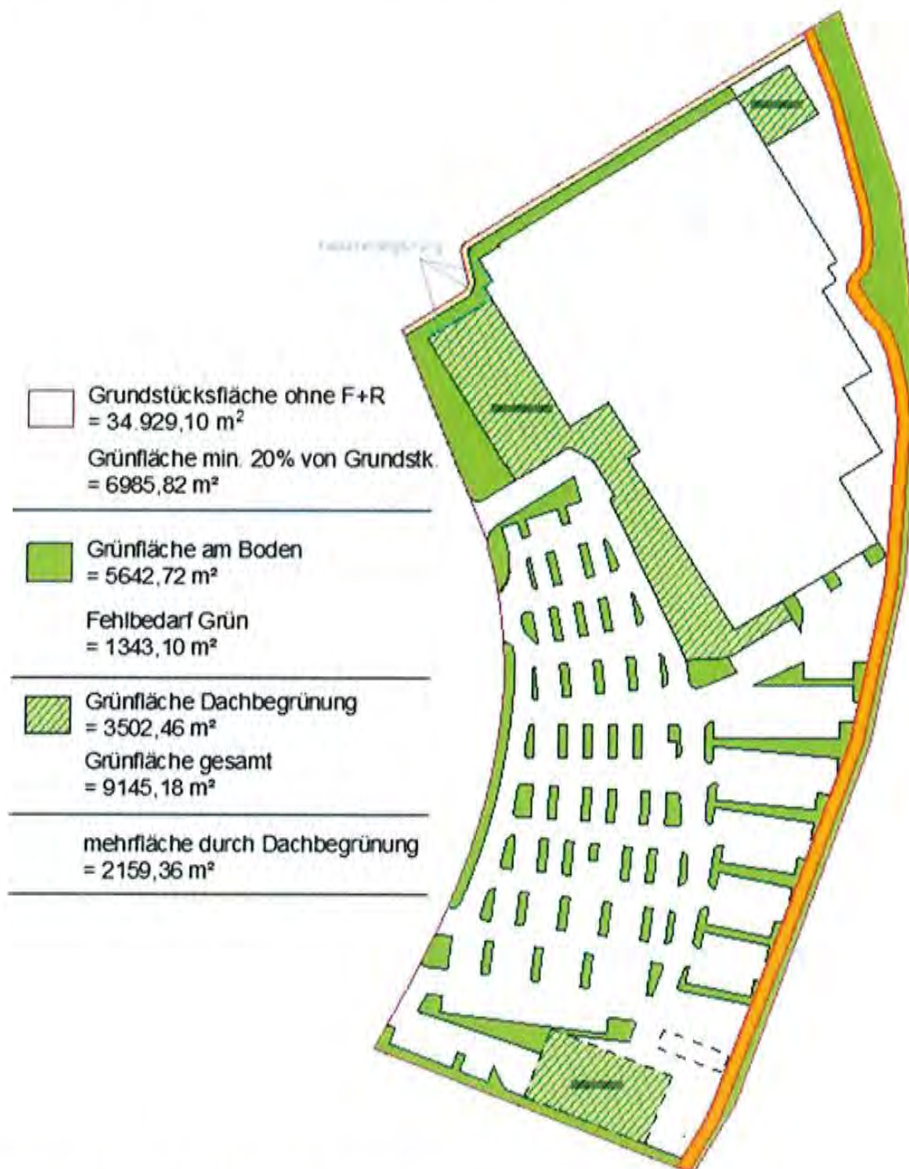 Grundstücksfläche ohne F+R
= 34.929,10 m²
Grünfläche min. 20% von Grundstk.
= 6985,82 m²
Grünfläche am Boden
= 5642,72 m²
Fehlbedarf Grün
= 1343,10 m²
Grünfläche Dachbegrünung
= 3502,46 m²
Grünfläche gesamt
= 9145,18 m²
mehrfläche durch Dachbegrünung
= 2159,36 m²